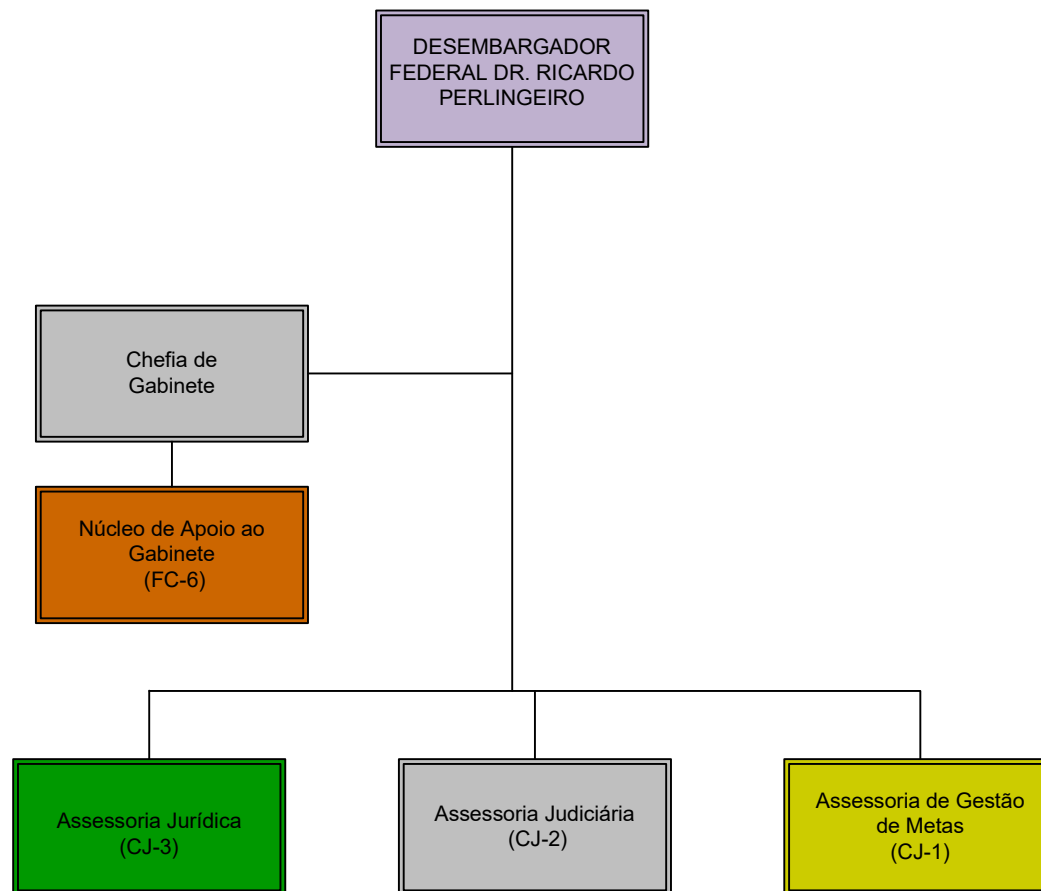 DESEMBARGADOR
FEDERAL DR. RICARDO
PERLINGEIRO
Chefia de
Gabinete
Núcleo de Apoio ao
Gabinete
(FC-6)
Assessoria Jurídica
(CJ-3)
Assessoria Judiciária
(CJ-2)
Assessoria de Gestão
de Metas
(CJ-1)